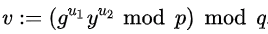 v := (g^{u_1} y^{u_2} mod p) mod q